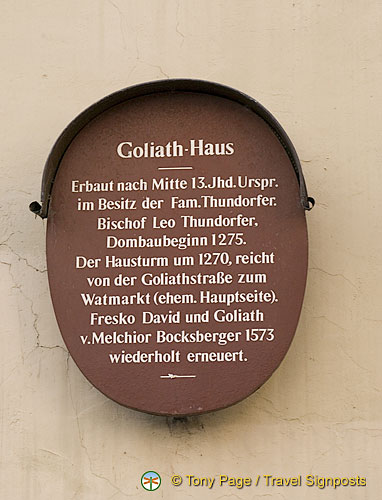 Goliath-Haus
Erbaut nach Mitte 13.Jhd.Urspr.
im Besitz der Fam.Thundorfer.
Bischof Leo Thundorfer,
Dombaubeginn 1275.
Der Hausturm um 1270, reicht
von der Goliathstraße zum
Watmarkt (ehem. Hauptseite).
Fresko David und Goliath
v.Melchior Bocksberger 1573
wiederholt erneuert.
© Tony Page / Travel Signposts